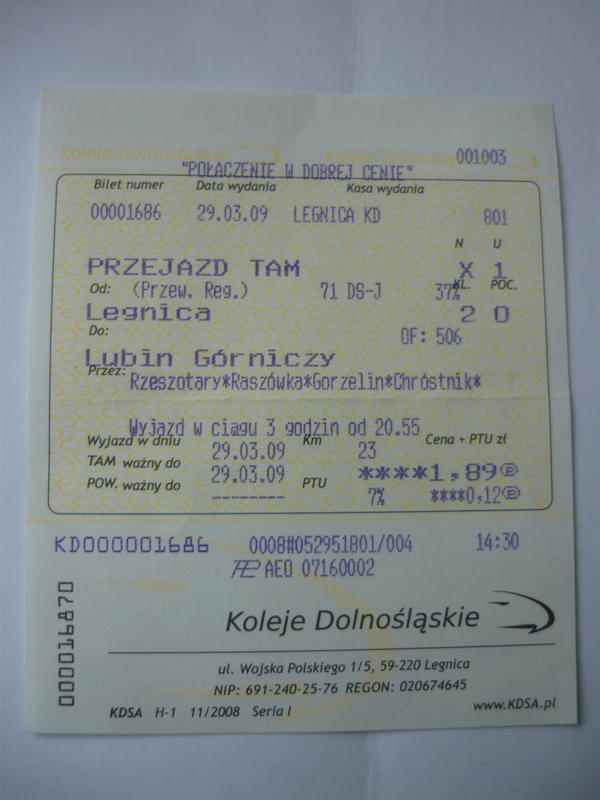 Koleje Dolnośląskie Koleje Dolnośląskie 001003
"POŁACZENIE W DOBREJ CENIE"
Bilet numer Data wydania Kasa wydania
00001686 29.03.09 LEGNICA KD 801
N U
PRZEJAZD TAM X 1
Od: (Przew. Reg.) 71 DS-J 37% KL. POC.
Legnica 2 0
Do: OF: 506
Lubin Górniczy
Przez: Rzeszotary*Raszówka*Gorzelin*Chróstnik*
Wyjazd w ciagu 3 godzin od 20.55
Wyjazd w dniu 29.03.09 Km 23 Cena + PTU zł
TAM ważny do 29.03.09 ****1,89
POW. ważny do -------- PTU 7% ****0,12
KD000001686 0008#052951801/004 14:30
AEO 07160002
00016870
Koleje Dolnośląskie
ul. Wojska Polskiego 1/5, 59-220 Legnica
NIP: 691-240-25-76 REGON: 020674645
KDSA H-1 11/2008 Seria I www.KDSA.pl